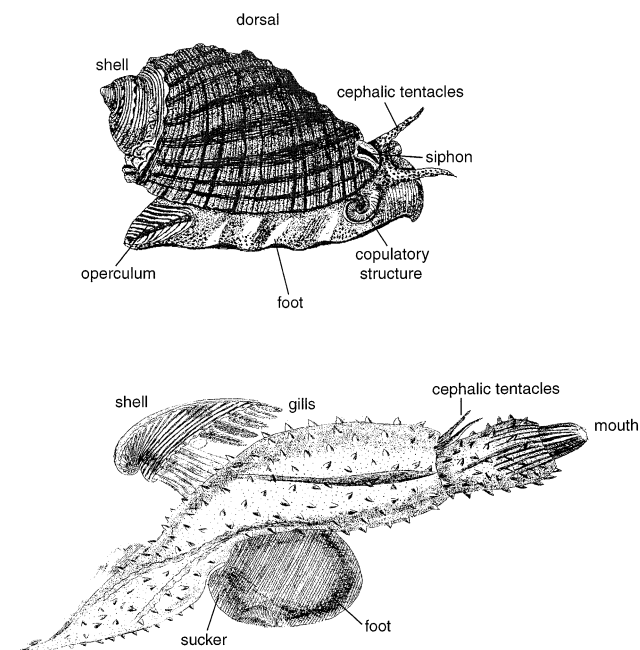 dorsal
shell
cephalic tentacles
siphon
copulatory
structure
operculum
foot
cephalic tentacles
shell
gills
mouth
foot
sucker